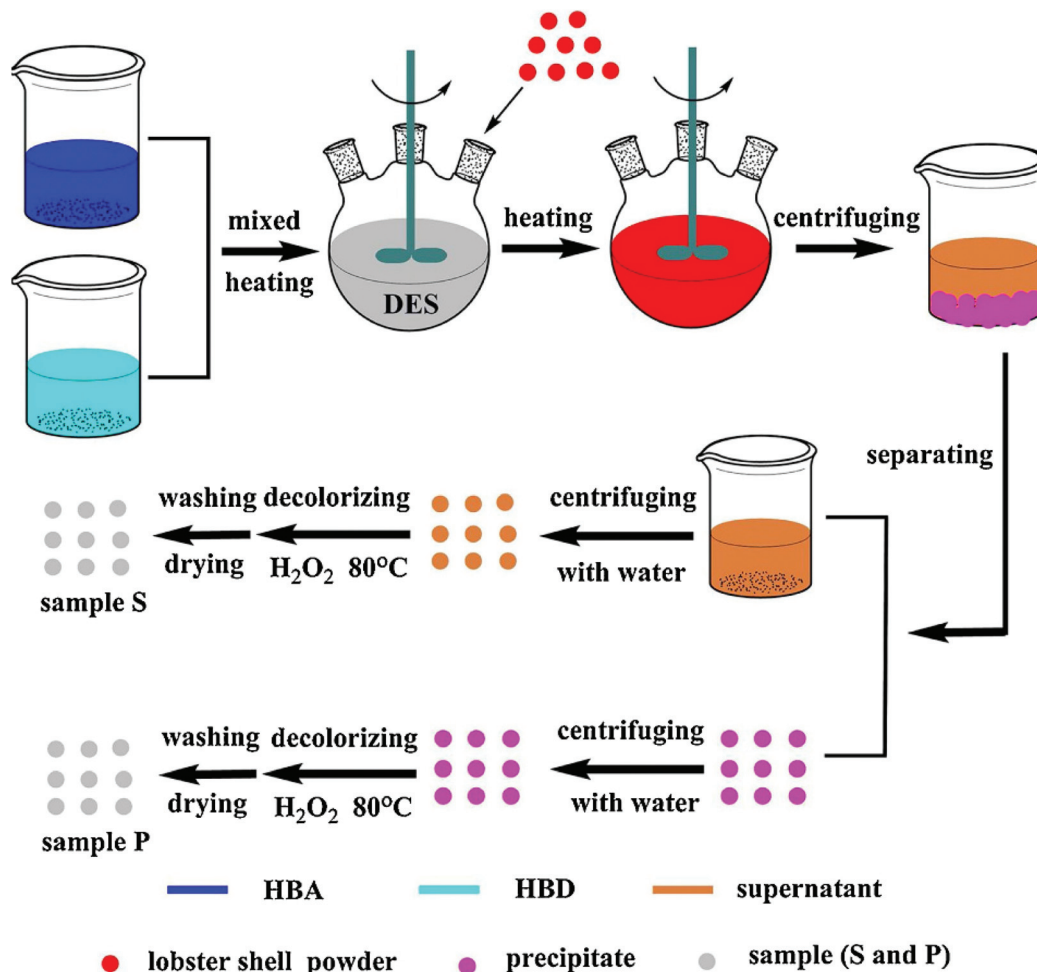 mixed
heating
DES
heating
centrifuging
separating
washing decolorizing
drying H₂O₂ 80°C
sample S
centrifuging
with water
washing decolorizing
drying H₂O₂ 80°C
sample P
centrifuging
with water
HBA HBD supernatant
lobster shell powder precipitate sample (S and P)